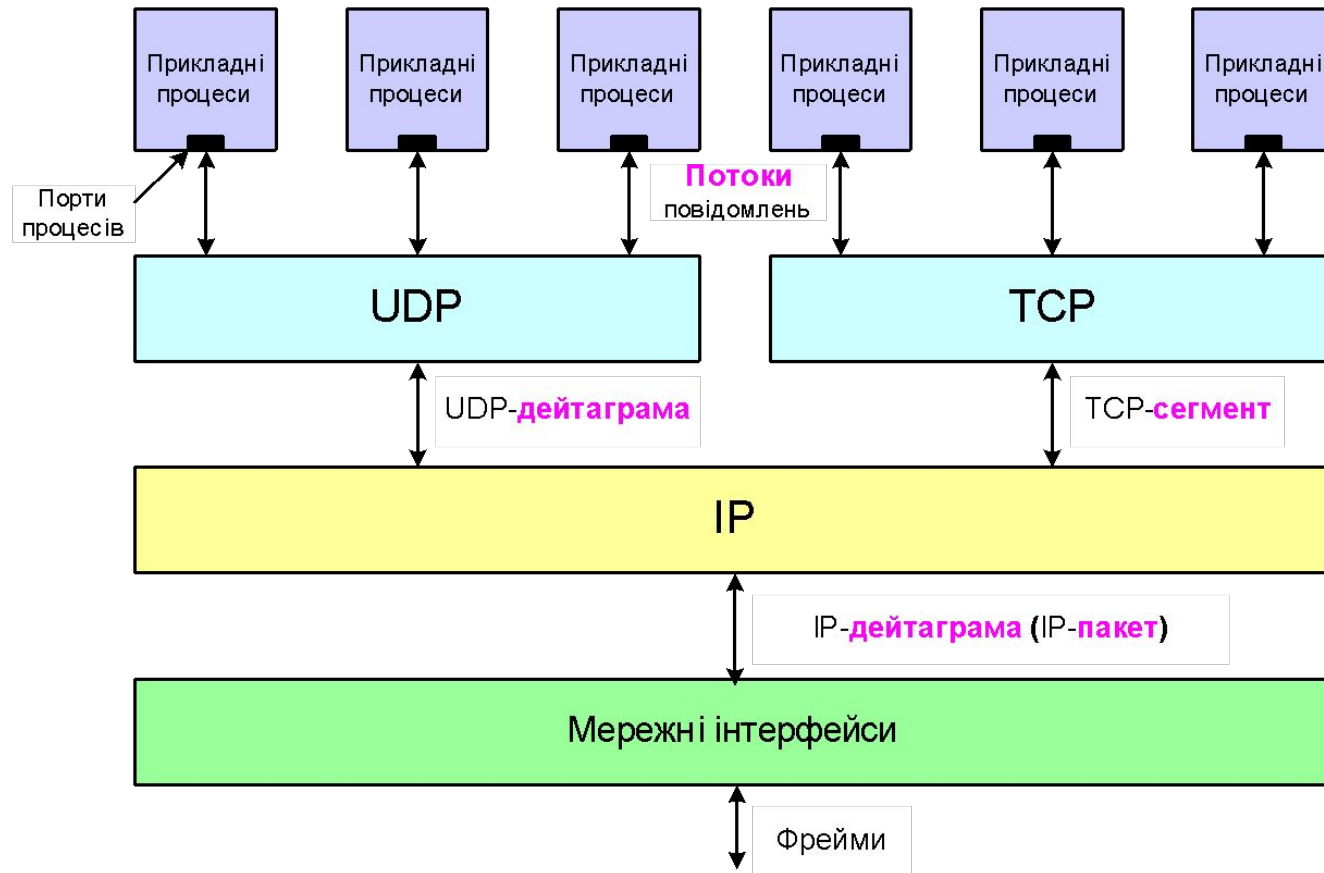 Прикладні
процеси
Прикладні
процеси
Прикладні
процеси
Прикладні
процеси
Прикладні
процеси
Прикладні
процеси
Порти
процесів
Потоки
повідомлень
UDP
TCP
UDP-дейтаграма
TCP-сегмент
IP
IP-дейтаграма (IP-пакет)
Мережні інтерфейси
Фрейми